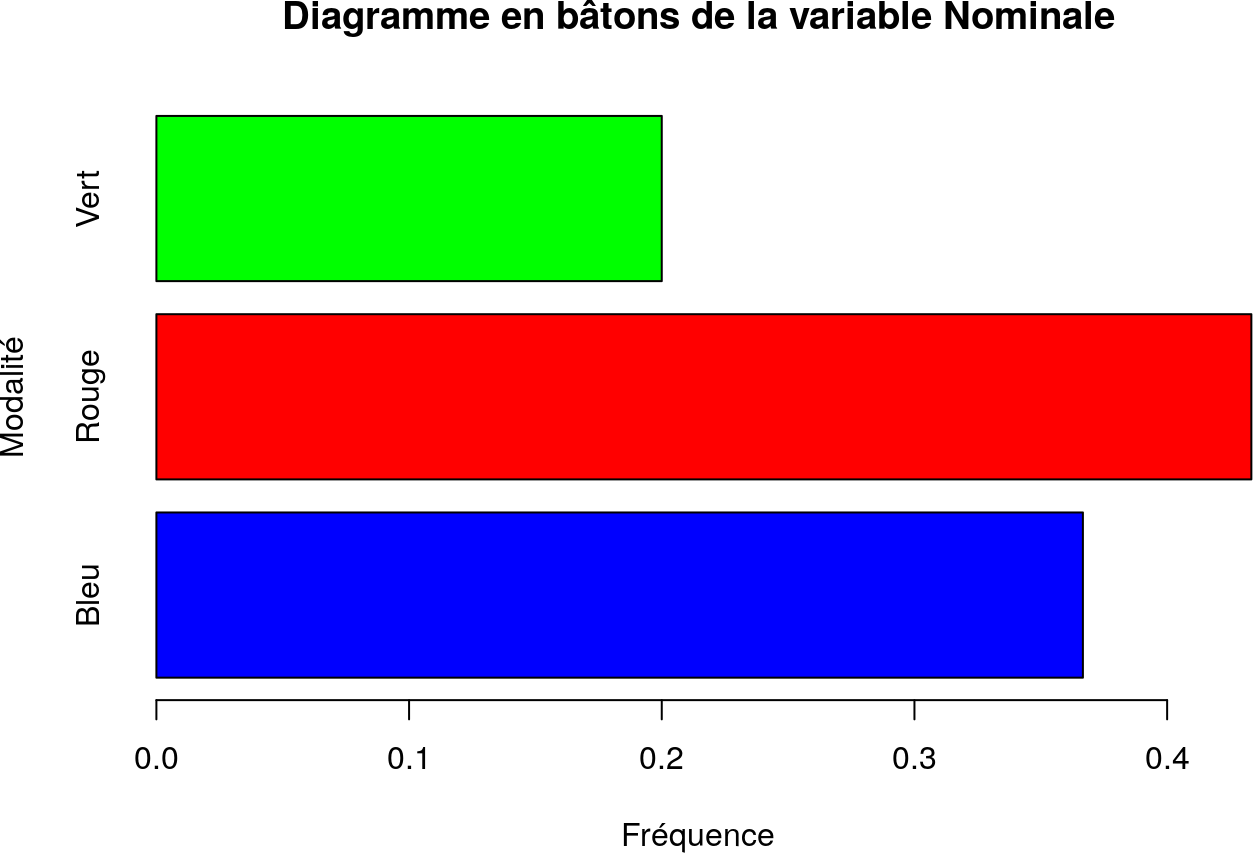 Diagramme en bâtons de la variable Nominale
Modalité
Vert
Rouge
Bleu
0.0 0.1 0.2 0.3 0.4
Fréquence